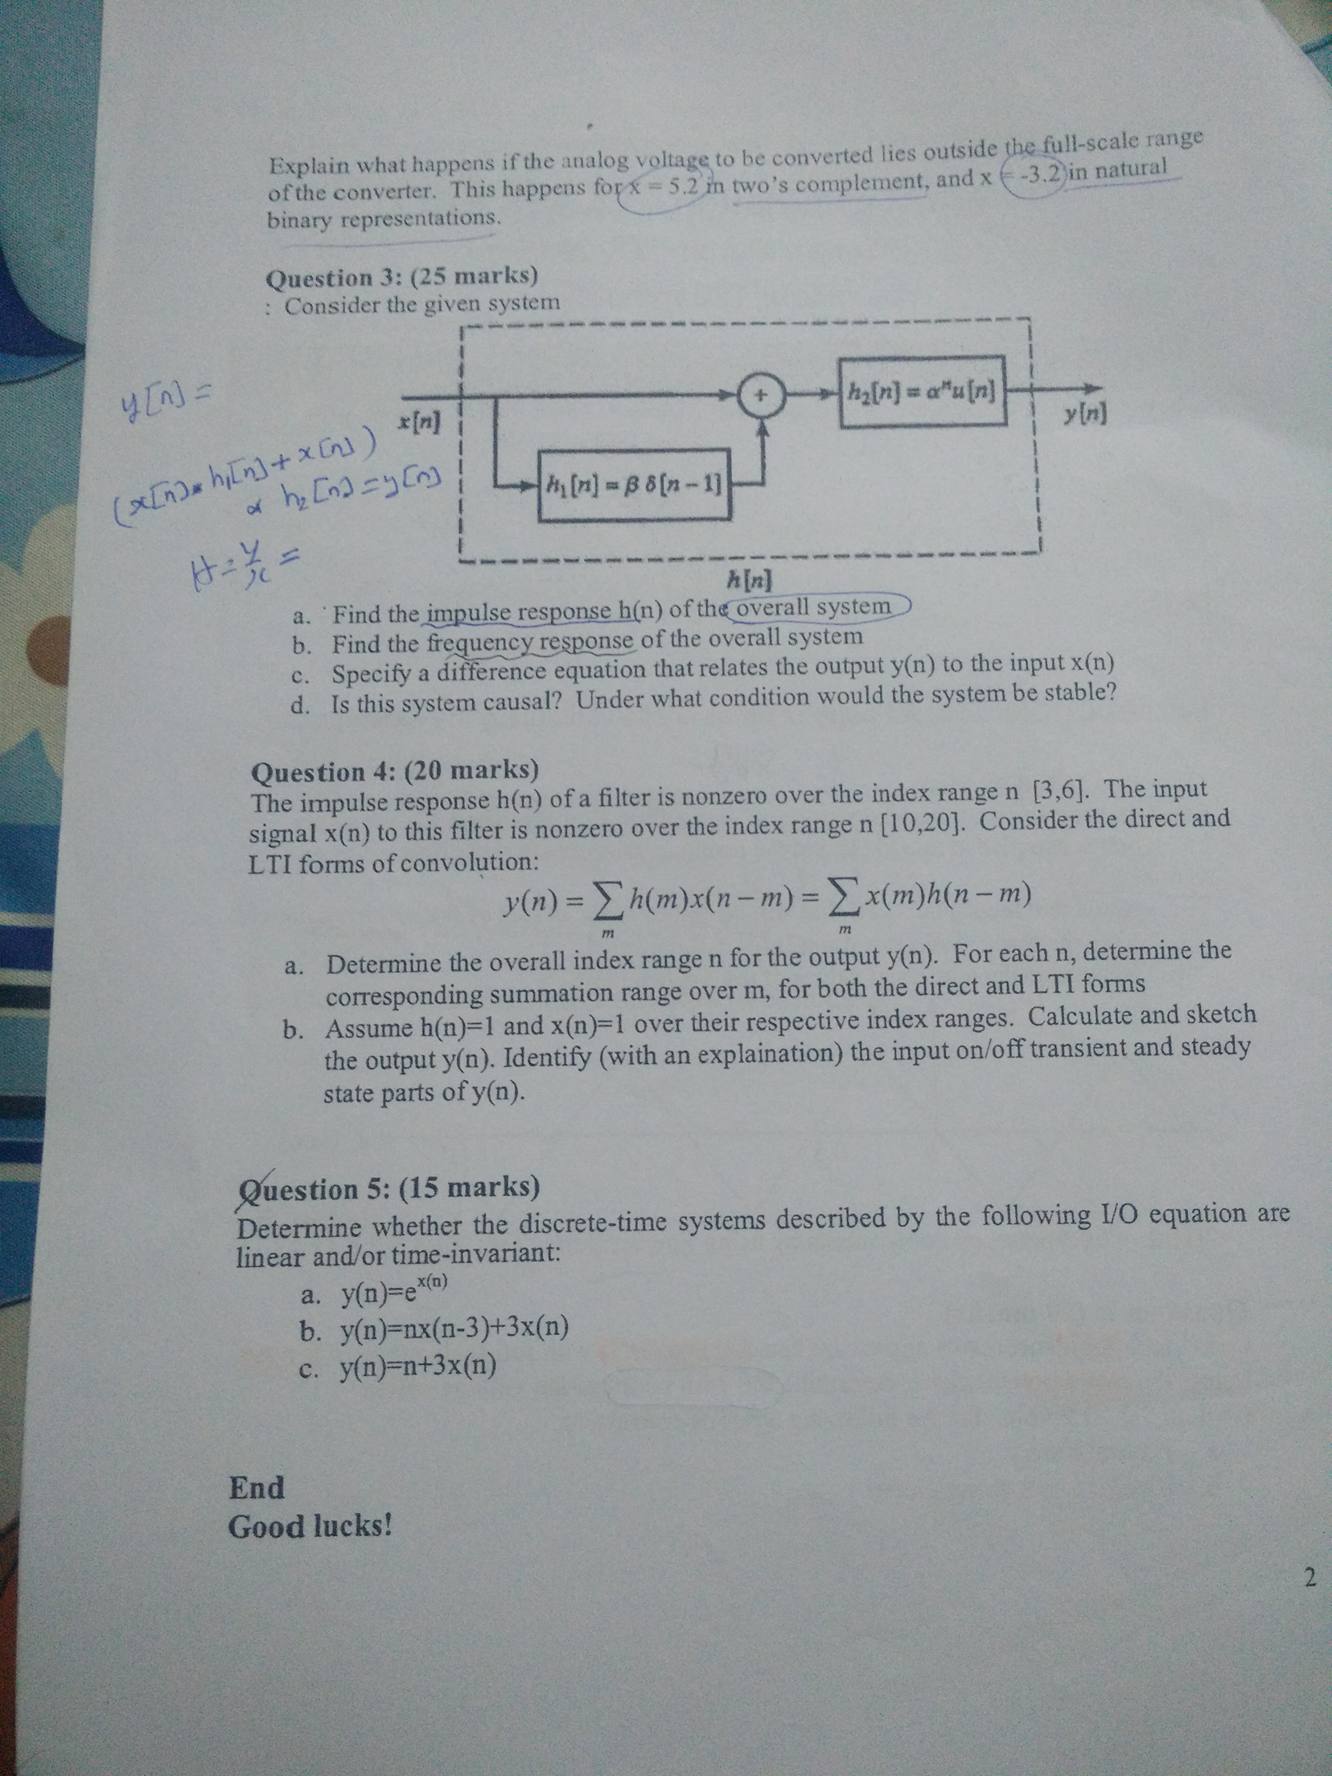 Explain what happens if the analog voltage to be converted lies outside the full-scale range
of the converter. This happens for x = 5.2 in two's complement, and x = -3.2 in natural
binary representations.
Question 3: (25 marks)
: Consider the given system
y[n] =
(x[n]* h₁[n] + x[n])
* h₂[n] = y[n]
H = Y/X =
x[n]
+
h₂[n] = αⁿu[n]
y[n]
h₁[n] = β δ[n – 1]
h[n]
a. Find the impulse response h(n) of the overall system
b. Find the frequency response of the overall system
c. Specify a difference equation that relates the output y(n) to the input x(n)
d. Is this system causal? Under what condition would the system be stable?
Question 4: (20 marks)
The impulse response h(n) of a filter is nonzero over the index range n [3,6]. The input
signal x(n) to this filter is nonzero over the index range n [10,20]. Consider the direct and
LTI forms of convolution:
y(n) = ∑ h(m)x(n – m) = ∑ x(m)h(n – m)
m m
a. Determine the overall index range n for the output y(n). For each n, determine the
corresponding summation range over m, for both the direct and LTI forms
b. Assume h(n)=1 and x(n)=1 over their respective index ranges. Calculate and sketch
the output y(n). Identify (with an explaination) the input on/off transient and steady
state parts of y(n).
Question 5: (15 marks)
Determine whether the discrete-time systems described by the following I/O equation are
linear and/or time-invariant:
a. y(n)=e^x(n)
b. y(n)=nx(n-3)+3x(n)
c. y(n)=n+3x(n)
End
Good lucks!
2